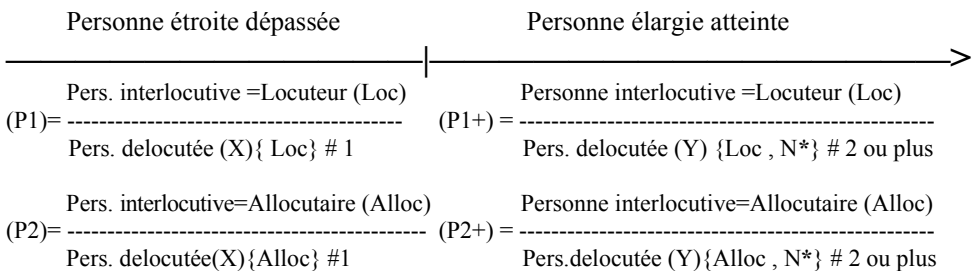 Personne étroite dépassée Personne élargie atteinte
Pers. interlocutive =Locuteur (Loc) Personne interlocutive =Locuteur (Loc)
(P1)= ----------------------------------------- (P1+) = ---------------------------------------------------
Pers. delocutée (X){ Loc} # 1 Pers. delocutée (Y) {Loc , N*} # 2 ou plus
Pers. interlocutive=Allocutaire (Alloc) Personne interlocutive=Allocutaire (Alloc)
(P2)= -------------------------------------------- (P2+) = ---------------------------------------------------
Pers. delocutée(X){Alloc} #1 Pers.delocutée (Y){Alloc , N*} # 2 ou plus